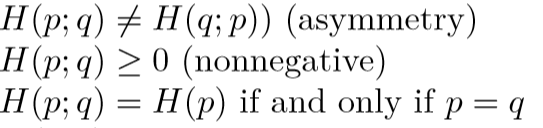 H(p; q) ≠ H(q; p)) (asymmetry)
H(p; q) ≥ 0 (nonnegative)
H(p; q) = H(p) if and only if p = q